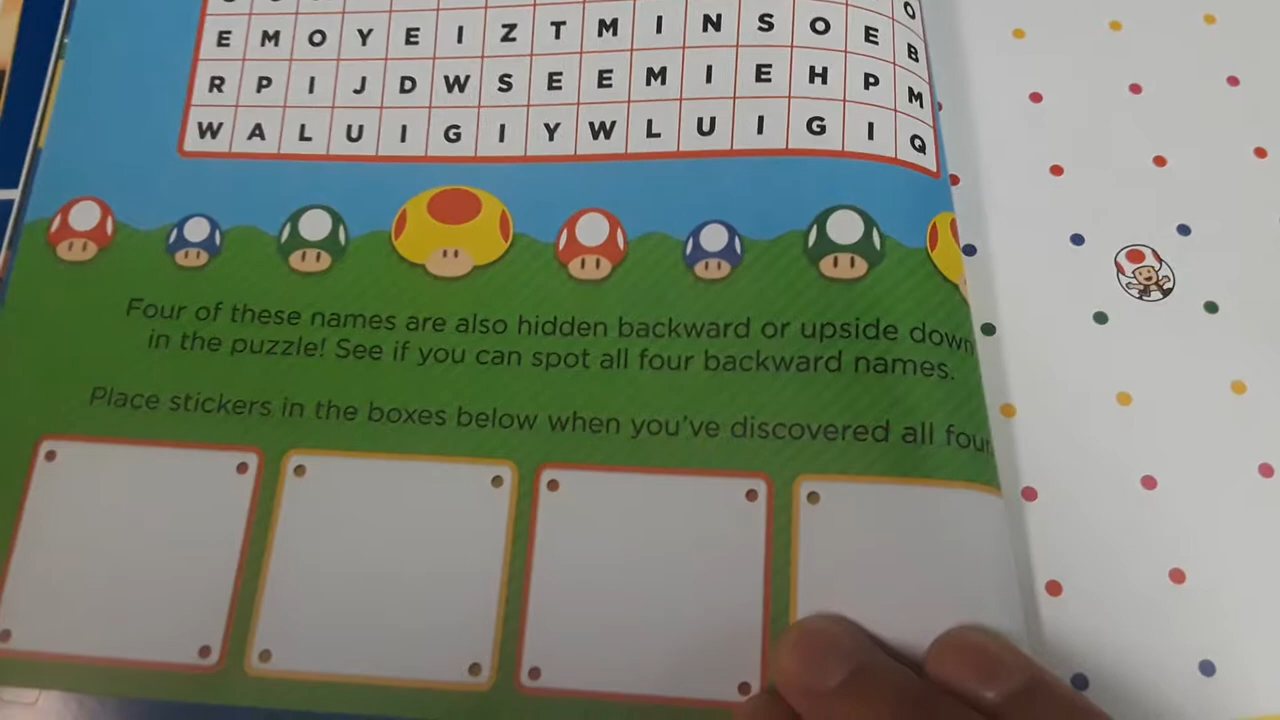 E M O Y E I Z T M I N S O E B
R P I J D W S E E M I E H P M
W A L U I G I Y W L U I G I Q
Four of these names are also hidden backward or upside down
in the puzzle! See if you can spot all four backward names.
Place stickers in the boxes below when you've discovered all four